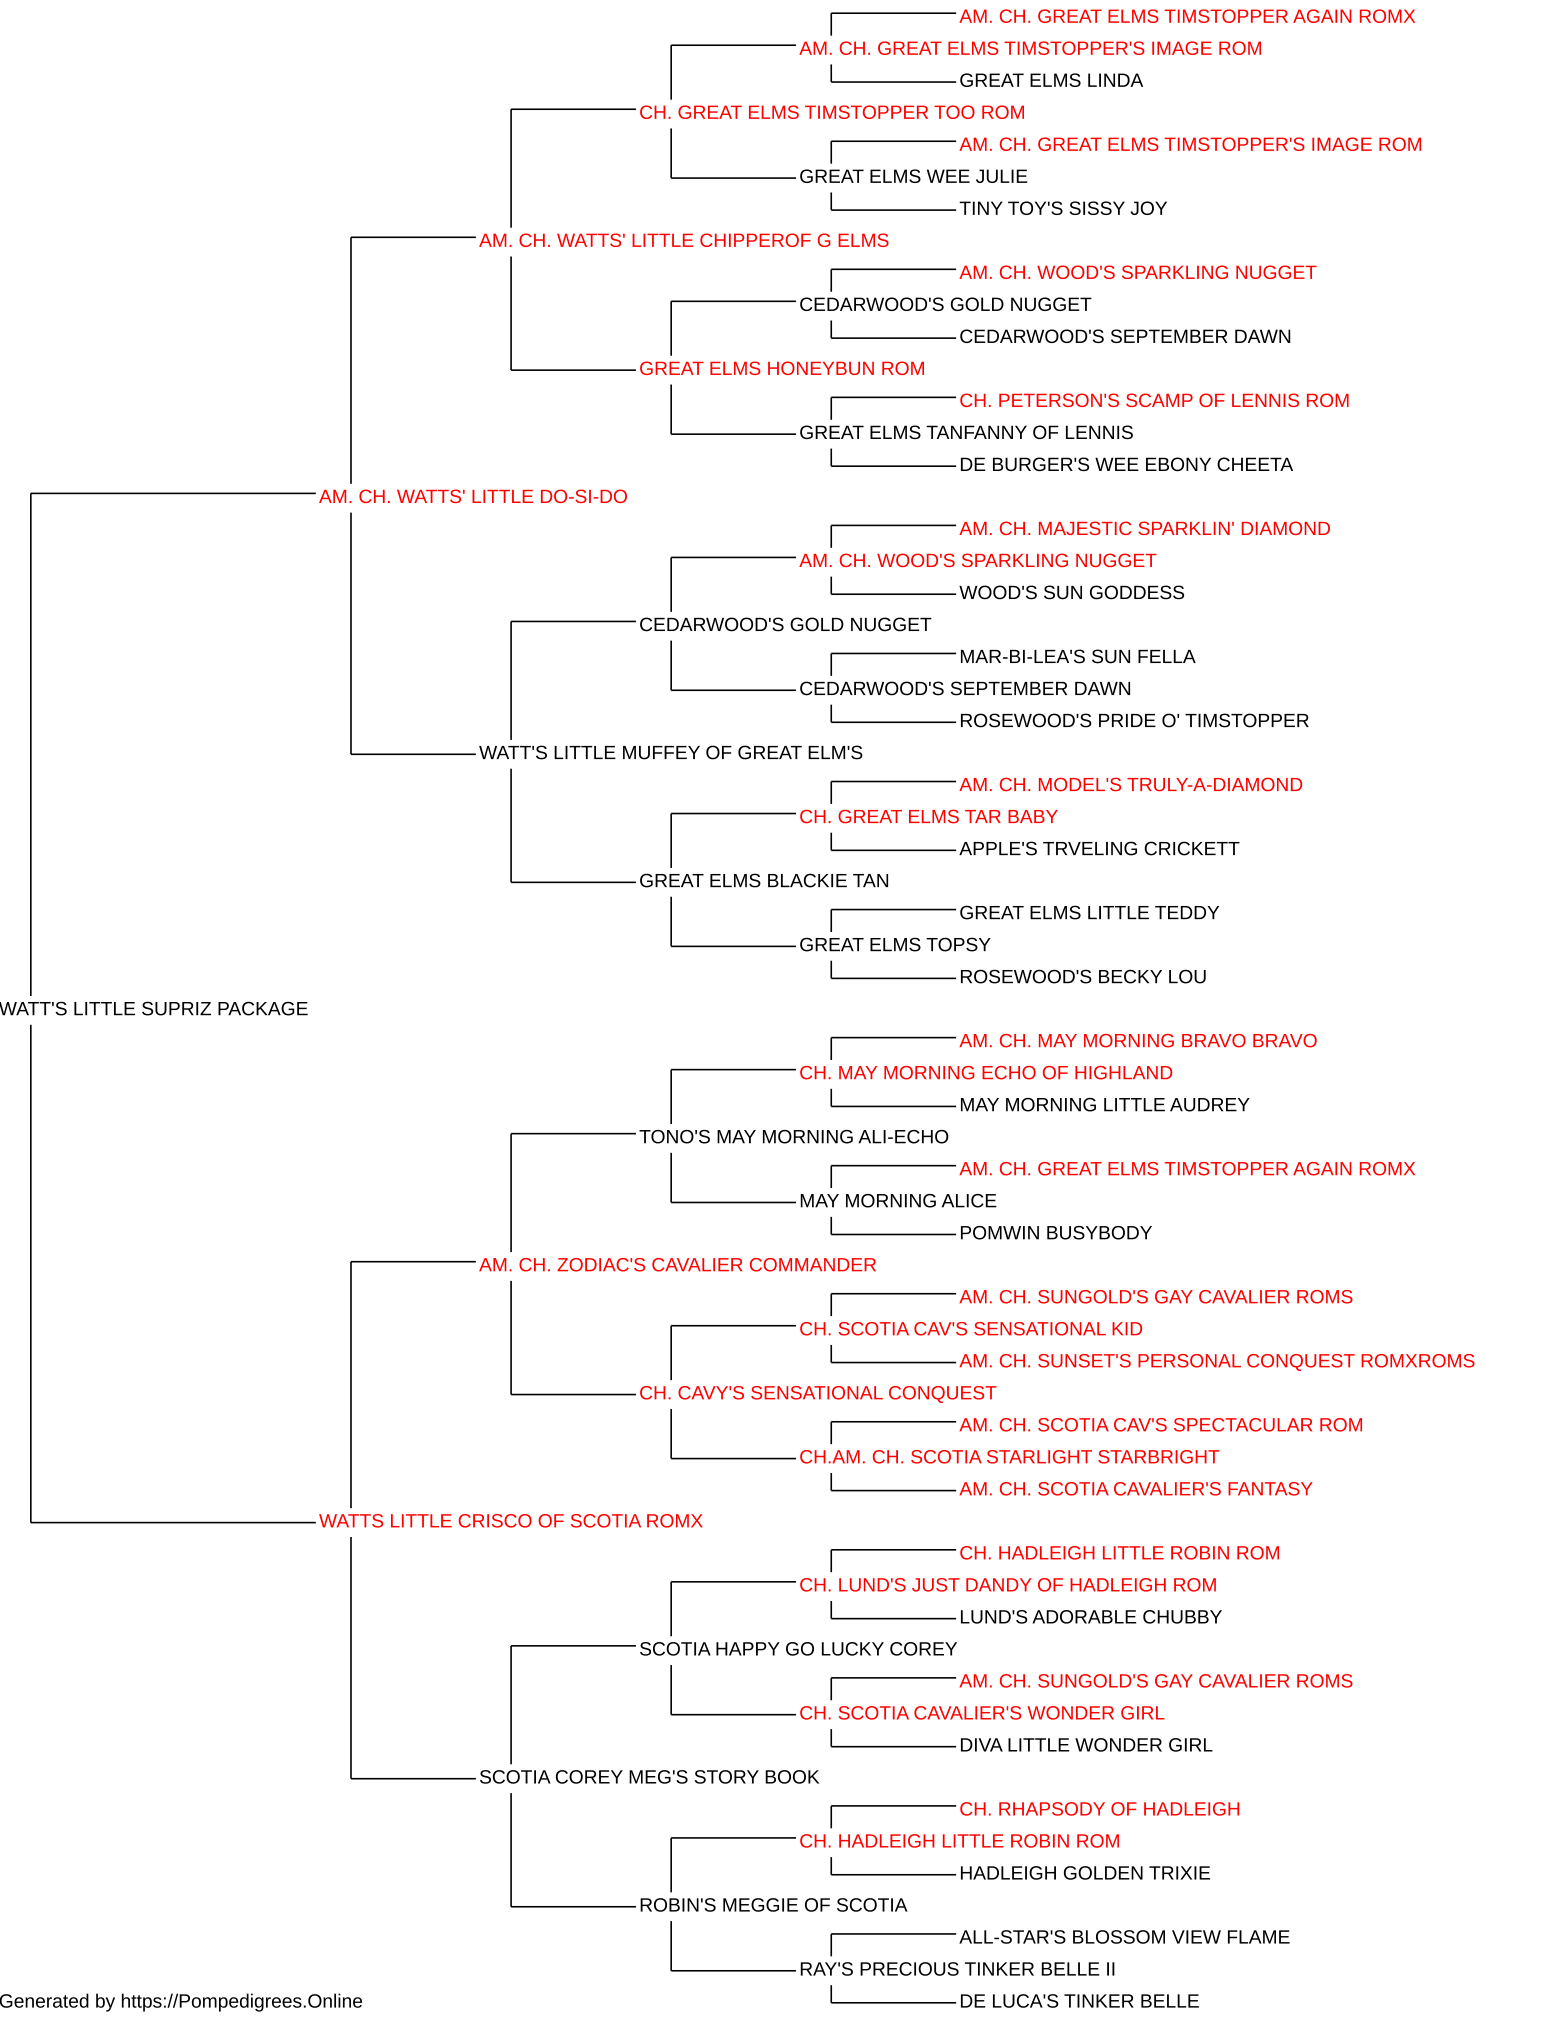 AM. CH. GREAT ELMS TIMSTOPPER AGAIN ROMX
AM. CH. GREAT ELMS TIMSTOPPER'S IMAGE ROM
GREAT ELMS LINDA
CH. GREAT ELMS TIMSTOPPER TOO ROM
AM. CH. GREAT ELMS TIMSTOPPER'S IMAGE ROM
GREAT ELMS WEE JULIE
TINY TOY'S SISSY JOY
AM. CH. WATTS' LITTLE CHIPPEROF G ELMS
AM. CH. WOOD'S SPARKLING NUGGET
CEDARWOOD'S GOLD NUGGET
CEDARWOOD'S SEPTEMBER DAWN
GREAT ELMS HONEYBUN ROM
CH. PETERSON'S SCAMP OF LENNIS ROM
GREAT ELMS TANFANNY OF LENNIS
DE BURGER'S WEE EBONY CHEETA
AM. CH. WATTS' LITTLE DO-SI-DO
AM. CH. MAJESTIC SPARKLIN' DIAMOND
AM. CH. WOOD'S SPARKLING NUGGET
WOOD'S SUN GODDESS
CEDARWOOD'S GOLD NUGGET
MAR-BI-LEA'S SUN FELLA
CEDARWOOD'S SEPTEMBER DAWN
ROSEWOOD'S PRIDE O' TIMSTOPPER
WATT'S LITTLE MUFFEY OF GREAT ELM'S
AM. CH. MODEL'S TRULY-A-DIAMOND
CH. GREAT ELMS TAR BABY
APPLE'S TRVELING CRICKETT
GREAT ELMS BLACKIE TAN
GREAT ELMS LITTLE TEDDY
GREAT ELMS TOPSY
ROSEWOOD'S BECKY LOU
WATT'S LITTLE SUPRIZ PACKAGE
AM. CH. MAY MORNING BRAVO BRAVO
CH. MAY MORNING ECHO OF HIGHLAND
MAY MORNING LITTLE AUDREY
TONO'S MAY MORNING ALI-ECHO
AM. CH. GREAT ELMS TIMSTOPPER AGAIN ROMX
MAY MORNING ALICE
POMWIN BUSYBODY
AM. CH. ZODIAC'S CAVALIER COMMANDER
AM. CH. SUNGOLD'S GAY CAVALIER ROMS
CH. SCOTIA CAV'S SENSATIONAL KID
AM. CH. SUNSET'S PERSONAL CONQUEST ROMXROMS
CH. CAVY'S SENSATIONAL CONQUEST
AM. CH. SCOTIA CAV'S SPECTACULAR ROM
CH.AM. CH. SCOTIA STARLIGHT STARBRIGHT
AM. CH. SCOTIA CAVALIER'S FANTASY
WATTS LITTLE CRISCO OF SCOTIA ROMX
CH. HADLEIGH LITTLE ROBIN ROM
CH. LUND'S JUST DANDY OF HADLEIGH ROM
LUND'S ADORABLE CHUBBY
SCOTIA HAPPY GO LUCKY COREY
AM. CH. SUNGOLD'S GAY CAVALIER ROMS
CH. SCOTIA CAVALIER'S WONDER GIRL
DIVA LITTLE WONDER GIRL
SCOTIA COREY MEG'S STORY BOOK
CH. RHAPSODY OF HADLEIGH
CH. HADLEIGH LITTLE ROBIN ROM
HADLEIGH GOLDEN TRIXIE
ROBIN'S MEGGIE OF SCOTIA
ALL-STAR'S BLOSSOM VIEW FLAME
RAY'S PRECIOUS TINKER BELLE II
DE LUCA'S TINKER BELLE
Generated by https://Pompedigrees.Online